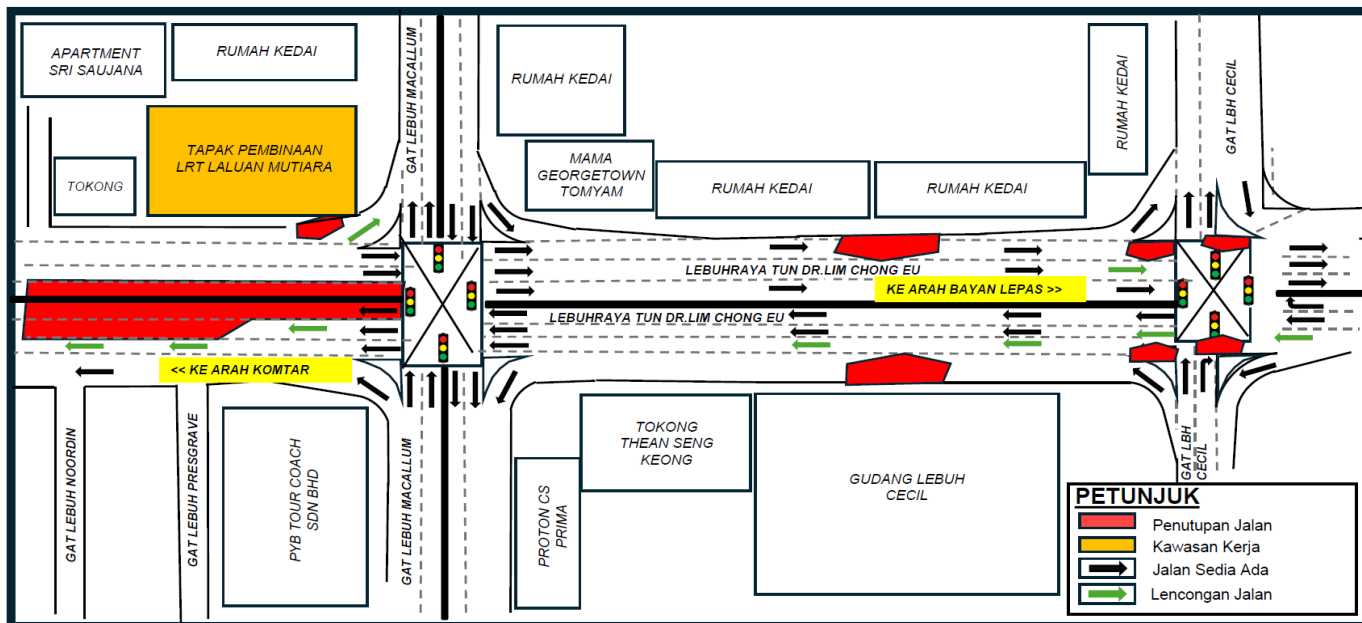 APARTMENT
SRI SAUJANA
RUMAH KEDAI
TAPAK PEMBINAAN
LRT LALUAN MUTIARA
TOKONG
GAT LEBUH MACALLUM
RUMAH KEDAI
MAMA
GEORGETOWN
TOMYAM
RUMAH KEDAI
RUMAH KEDAI
RUMAH KEDAI
GAT LBH CECIL
LEBUHRAYA TUN DR.LIM CHONG EU
KE ARAH BAYAN LEPAS >>
LEBUHRAYA TUN DR.LIM CHONG EU
<< KE ARAH KOMTAR
GAT LEBUH NOORDIN
GAT LEBUH PRESGRAVE
PYB TOUR COACH
SDN BHD
GAT LEBUH MACALLUM
PROTON CS
PRIMA
TOKONG
THEAN SENG
KEONG
GUDANG LEBUH
CECIL
GAT LBH
CECIL
PETUNJUK
Penutupan Jalan
Kawasan Kerja
Jalan Sedia Ada
Lencongan Jalan